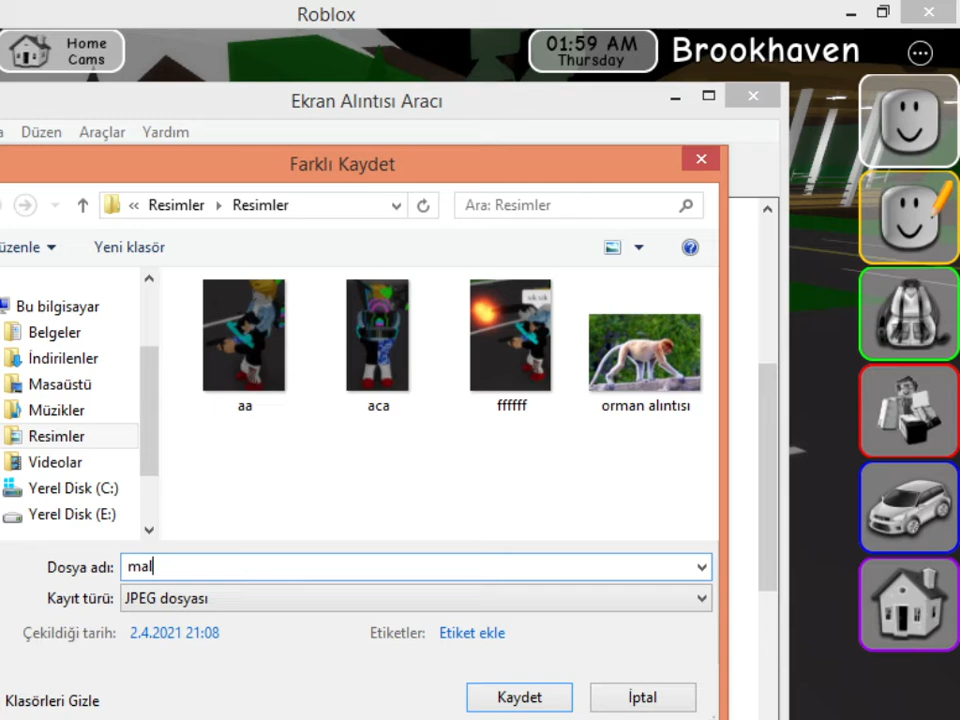 Roblox
Home
Cams
01:59 AM
Thursday
Brookhaven
Ekran Alıntısı Aracı
a Düzen Araçlar Yardım
Farklı Kaydet
« Resimler Resimler
Ara: Resimler
üzenle Yeni klasör
Bu bilgisayar
Belgeler
İndirilenler
Masaüstü
Müzikler
Resimler
Videolar
Yerel Disk (C:)
Yerel Disk (E:)
aa aca ffffff orman alıntısı
Dosya adı: mal
Kayıt türü: JPEG dosyası
Çekildiği tarih: 2.4.2021 21:08 Etiketler: Etiket ekle
Klasörleri Gizle Kaydet İptal